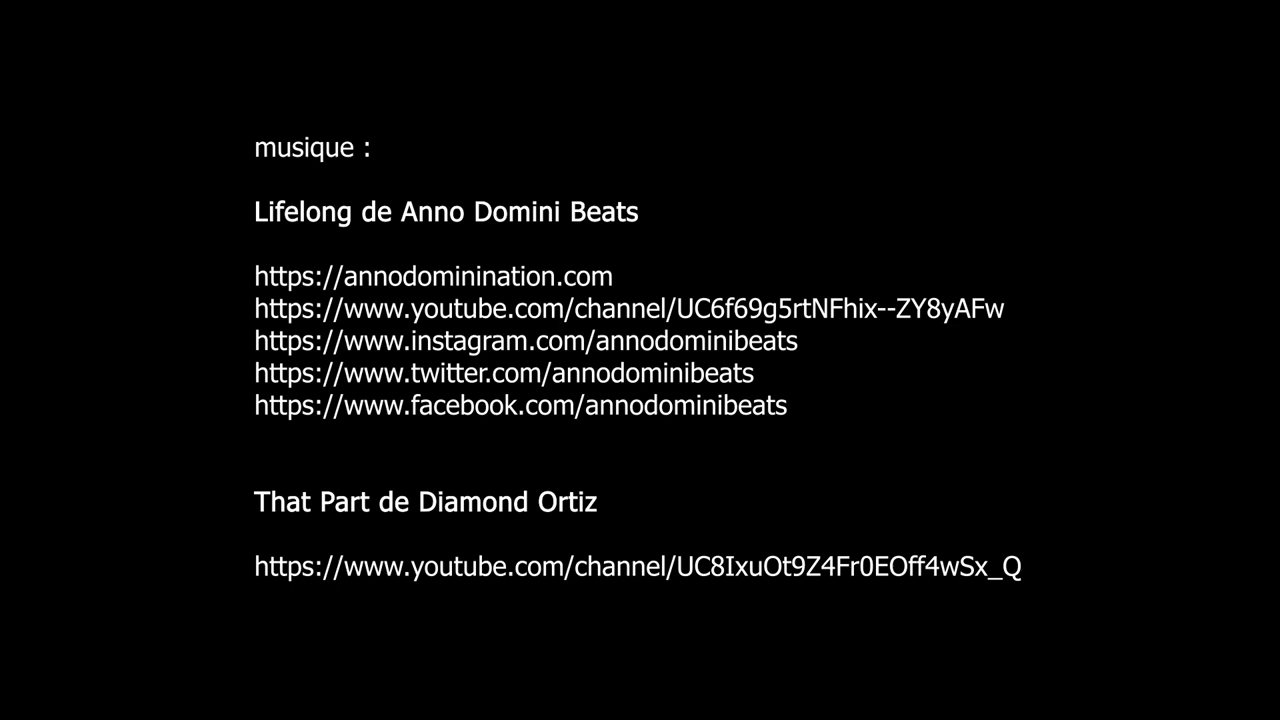 musique :
Lifelong de Anno Domini Beats
https://annodomination.com
https://www.youtube.com/channel/UC6f69g5rtNFhix--ZY8yAFw
https://www.instagram.com/annodominibeats
https://www.twitter.com/annodominibeats
https://www.facebook.com/annodominibeats
That Part de Diamond Ortiz
https://www.youtube.com/channel/UC8IxuOt9Z4Fr0EOff4wSx_Q